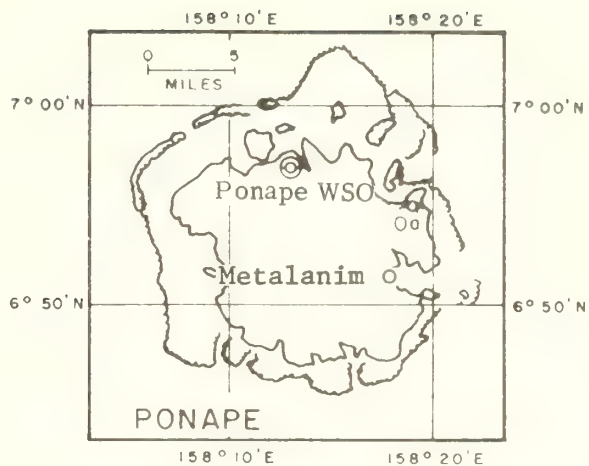 158° 10' E 158° 20' E
0 5
MILES
7° 00'N 7° 00'N
Ponape WSO
Oa
Metalanim
6° 50'N 6° 50'N
PONAPE
158° 10' E 158° 20' E